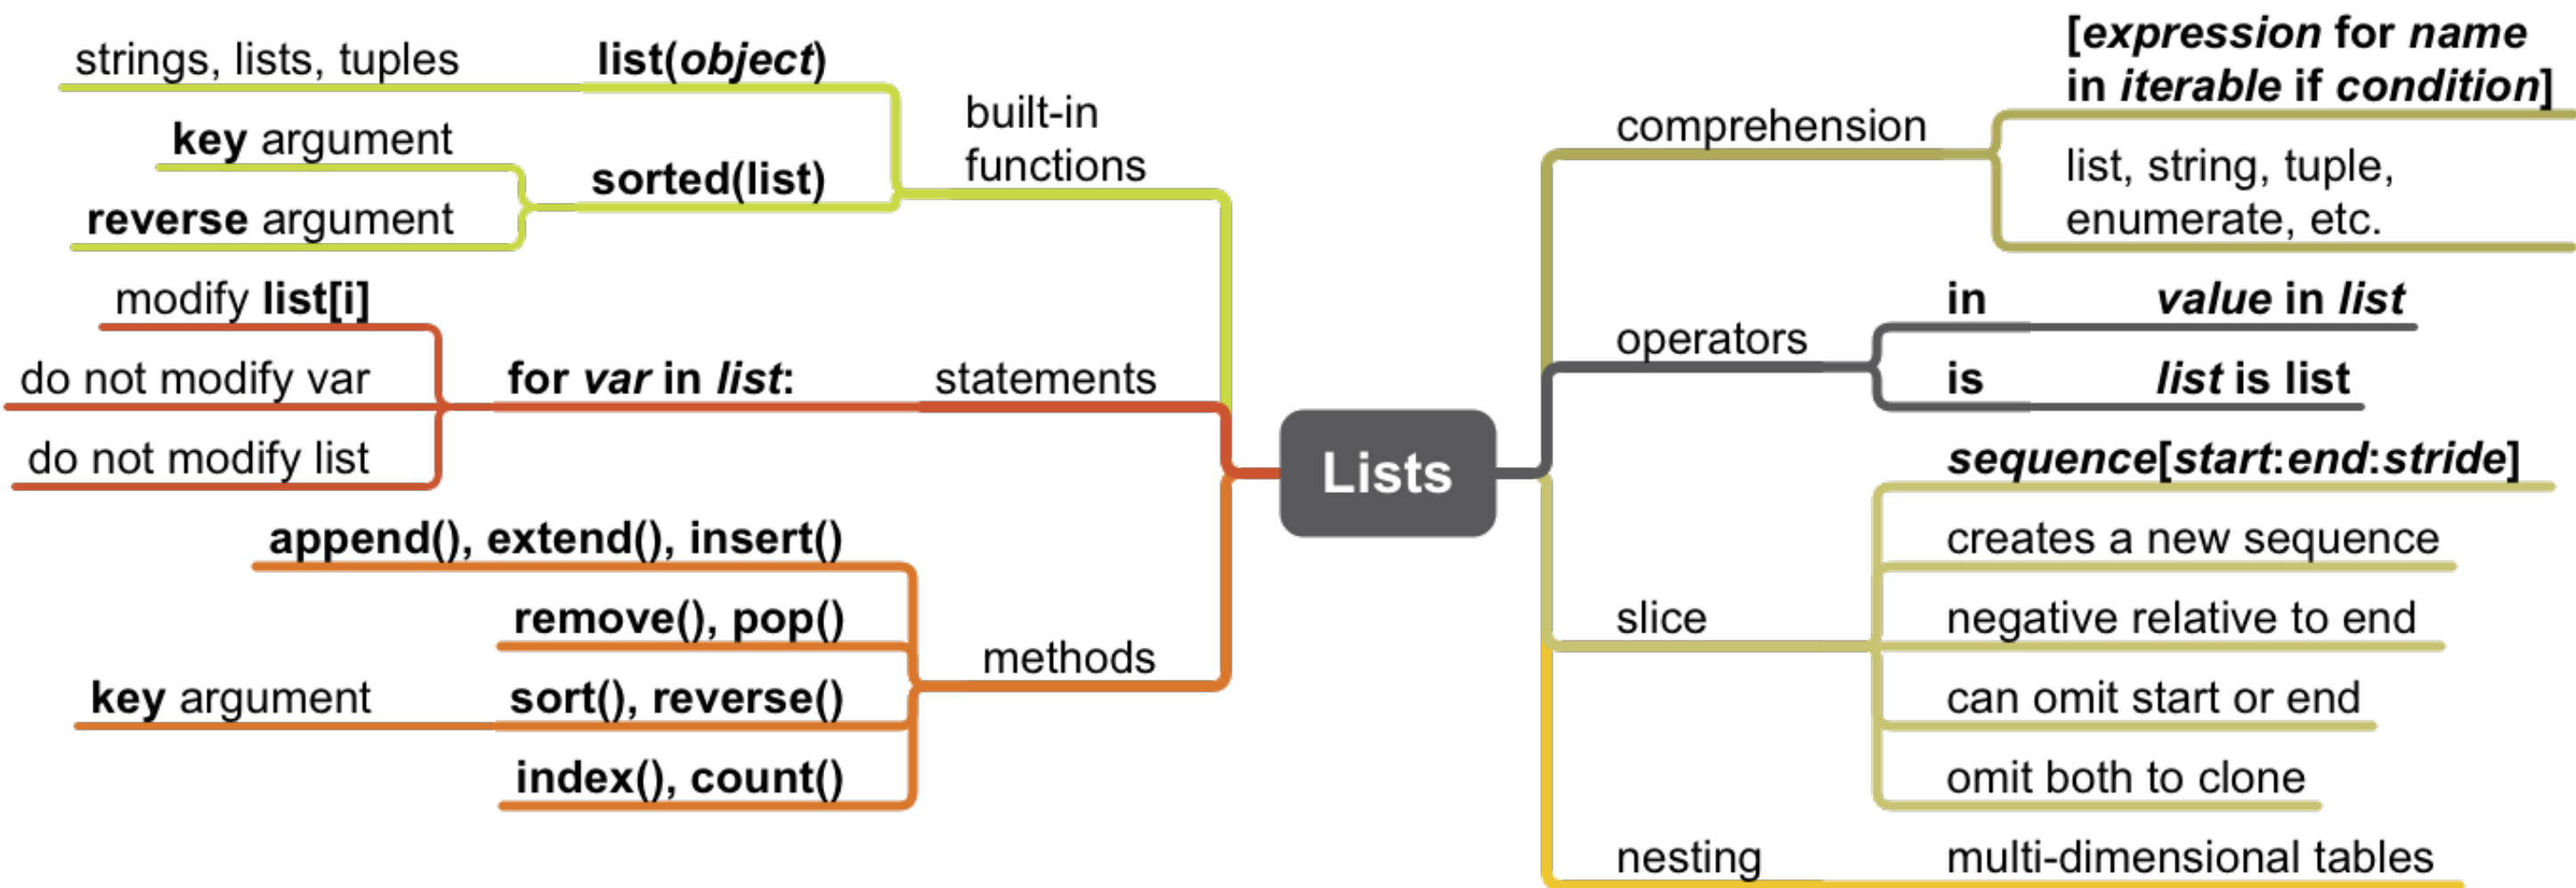 strings, lists, tuples
list(object)
key argument
reverse argument
sorted(list)
built-in
functions
modify list[i]
do not modify var
do not modify list
for var in list:
statements
append(), extend(), insert()
remove(), pop()
key argument
sort(), reverse()
index(), count()
methods
Lists
comprehension
[expression for name
in iterable if condition]
list, string, tuple,
enumerate, etc.
operators
in
value in list
is
list is list
slice
sequence[start:end:stride]
creates a new sequence
negative relative to end
can omit start or end
omit both to clone
nesting
multi-dimensional tables